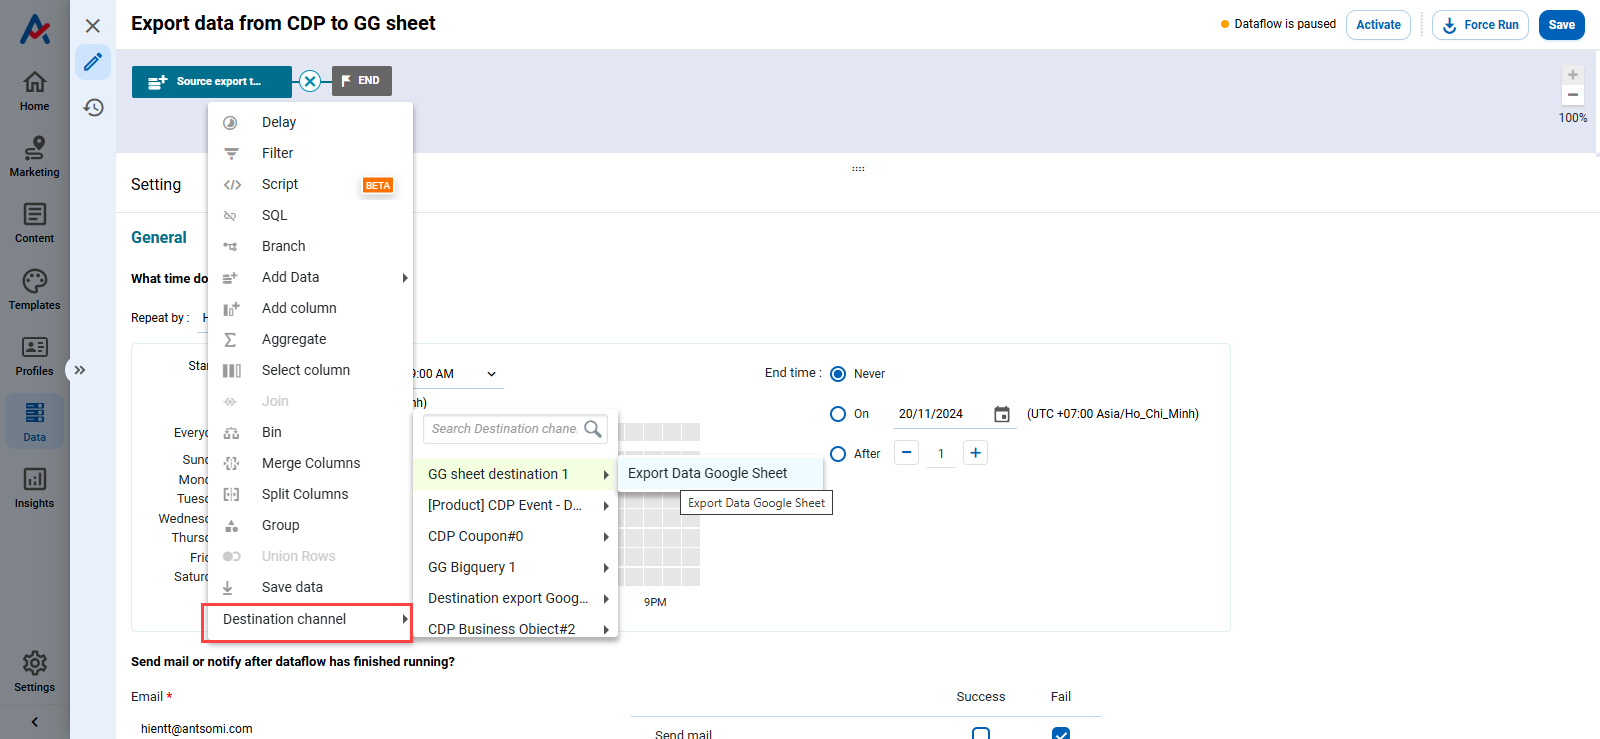 Export data from CDP to GG sheet
Dataflow is paused
Activate
Force Run
Save
Home
Marketing
Content
Templates
Profiles
Data
Insights
Settings
Source export t...
END
100%
Delay
Filter
Script
BETA
SQL
Branch
Add Data
Add column
Aggregate
Select column
Join
Bin
Merge Columns
Split Columns
Group
Union Rows
Save data
Destination channel
Setting
General
What time do
Repeat by :
Star
9:00 AM
nh)
End time :
Never
On
20/11/2024
(UTC +07:00 Asia/Ho_Chi_Minh)
After
1
Everyd
Sund
Mond
Tuesd
Wednesd
Thursd
Frid
Saturd
Search Destination channe
GG sheet destination 1
Export Data Google Sheet
Export Data Google Sheet
[Product] CDP Event - D...
CDP Coupon#0
GG Bigquery 1
Destination export Goog...
CDP Business Object#2
9PM
Send mail or notify after dataflow has finished running?
Email *
Success
Fail
hientt@antsomi.com
Send mail